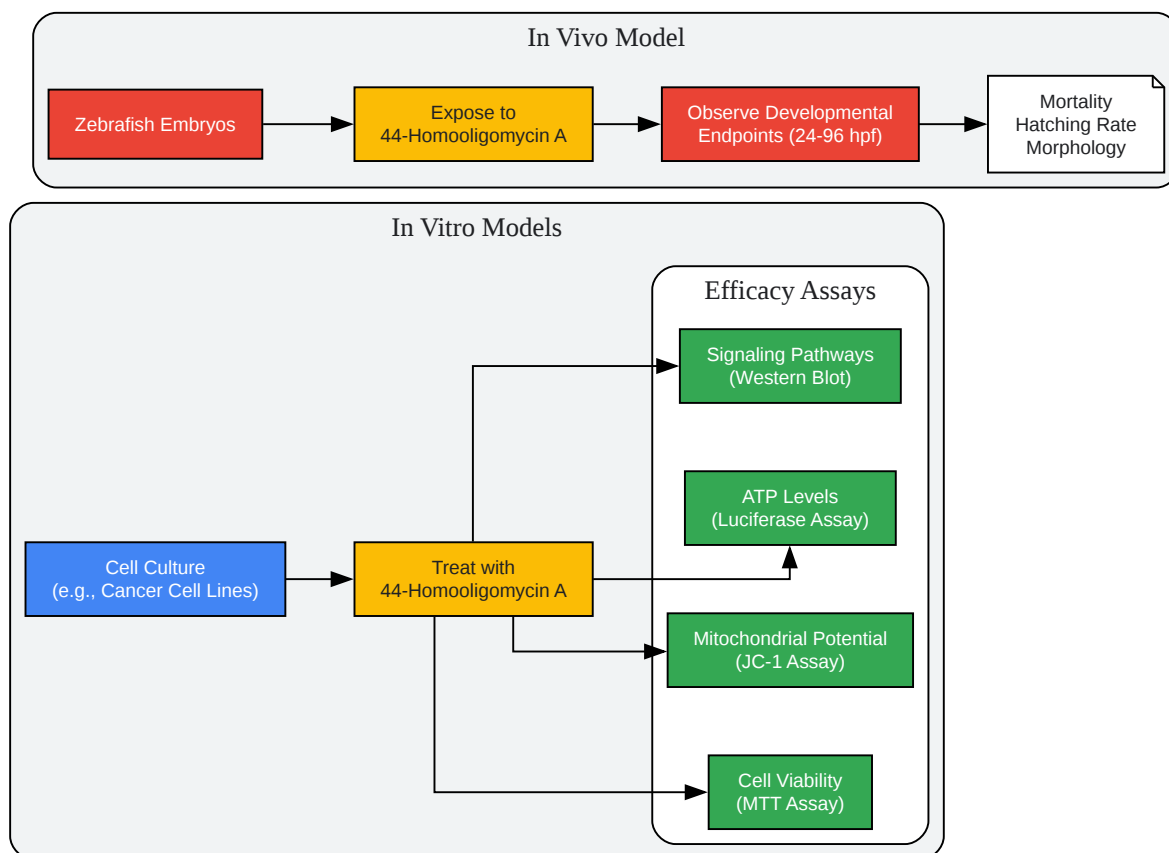 In Vivo Model
Zebrafish Embryos
Expose to
44-Homooligomycin A
Observe Developmental
Endpoints (24-96 hpf)
Mortality
Hatching Rate
Morphology
In Vitro Models
Efficacy Assays
Signaling Pathways
(Western Blot)
ATP Levels
(Luciferase Assay)
Cell Culture
(e.g., Cancer Cell Lines)
Treat with
44-Homooligomycin A
Mitochondrial Potential
(JC-1 Assay)
Cell Viability
(MTT Assay)